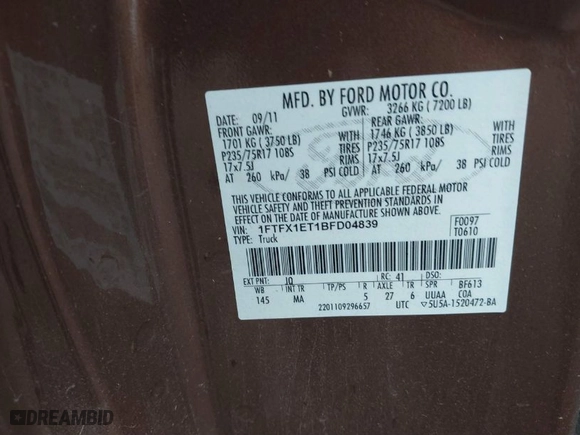 MFD. BY FORD MOTOR CO.
DATE: 09/11 GVWR: 3266 KG ( 7200 LB)
FRONT GAWR: REAR GAWR:
1701 KG ( 3750 LB) WITH 1746 KG ( 3850 LB) WITH
P235/75R17 108S TIRES P235/75R17 108S TIRES
17x7.5J RIMS 17x7.5J RIMS
AT 260 kPa/ 38 PSI COLD AT 260 kPa/ 38 PSI COLD
THIS VEHICLE CONFORMS TO ALL APPLICABLE FEDERAL MOTOR
VEHICLE SAFETY AND THEFT PREVENTION STANDARDS IN
EFFECT ON THE DATE OF MANUFACTURE SHOWN ABOVE.
VIN: 1FTFX1ET1BFD04839 F0097
TYPE: Truck T0610
EXT PNT: JQ RC: 41 DSO:
WB INT TR TP/PS R AXLE TR SPR BF613
145 MA 5 27 6 UUAA CQA
2201109296657 UTC ▽5U5A-1520472-BA
DREAMBID